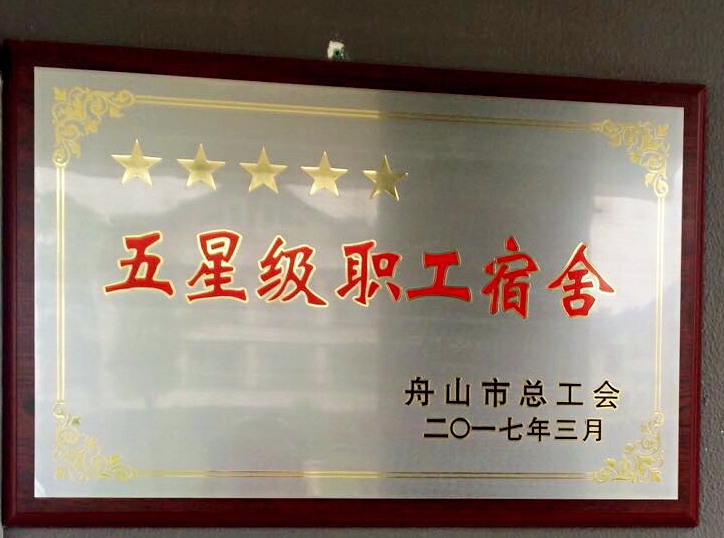 五星级职工宿舍
舟山市总工会
二〇一七年三月